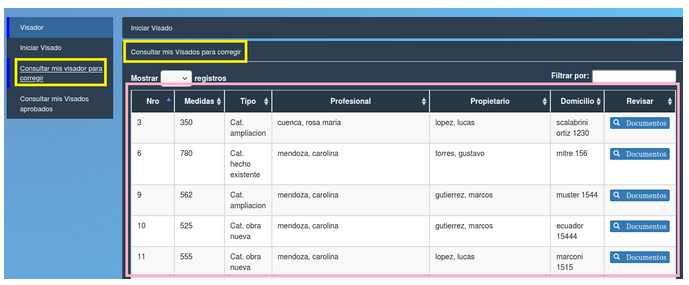 Visador
Iniciar Visado
Consultar mis visador para
corregir
Consultar mis Visados
aprobados
Iniciar Visado
Consultar mis Visados para corregir
Mostrar registros
Filtrar por:
Nro Medidas Tipo Profesional Propietario Domicilio Revisar
3 350 Cat. ampliacion cuenca, rosa maria lopez, lucas scalabrini ortiz 1230 Documentos
6 780 Cat. hecho existente mendoza, carolina torres, gustavo mitre 156 Documentos
9 562 Cat. ampliacion mendoza, carolina gutierrez, marcos muster 1544 Documentos
10 525 Cat. obra nueva mendoza, carolina gutierrez, marcos ecuador 15444 Documentos
11 555 Cat. obra nueva mendoza, carolina lopez, lucas marconi 1515 Documentos